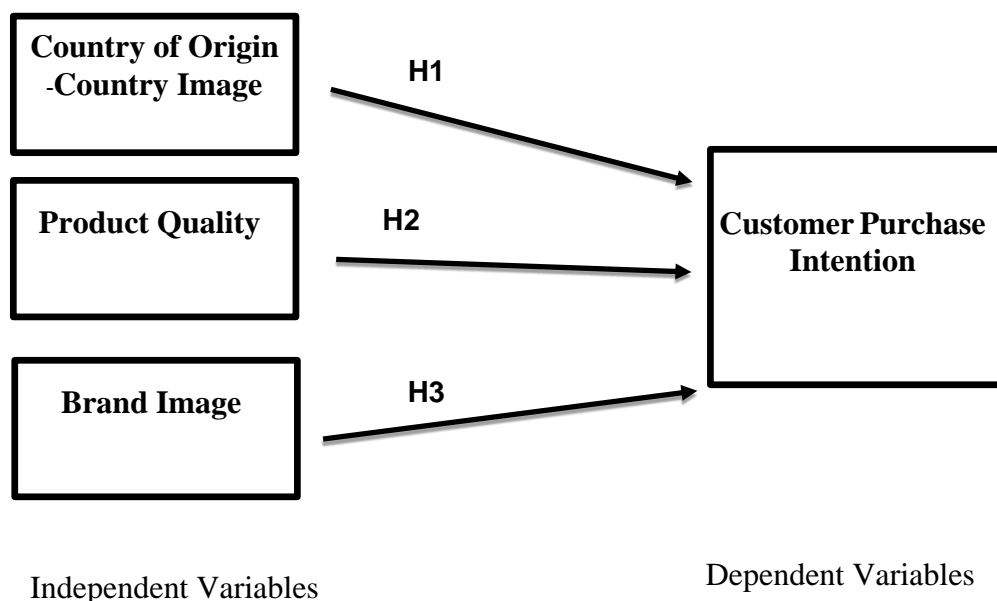 Country of Origin
-Country Image
H1
Product Quality
H2
Customer Purchase
Intention
Brand Image
H3
Independent Variables
Dependent Variables